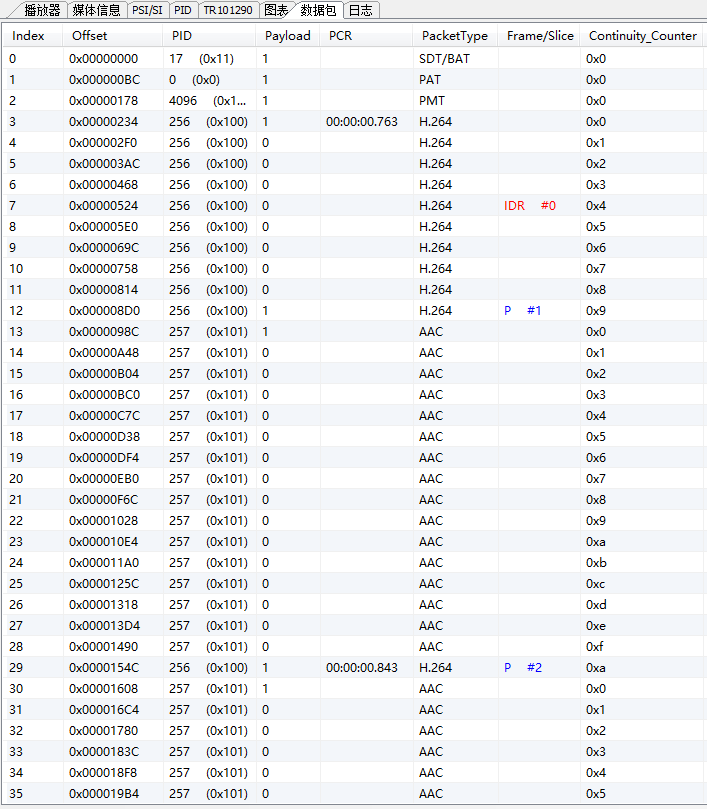 播放器 媒体信息 PSI/SI PID TR101290 图表 数据包 日志
Index Offset PID Payload PCR PacketType Frame/Slice Continuity_Counter
0 0x00000000 17 (0x11) 1 SDT/BAT 0x0
1 0x000000BC 0 (0x0) 1 PAT 0x0
2 0x00000178 4096 (0x1... 1 PMT 0x0
3 0x00000234 256 (0x100) 1 00:00:00.763 H.264 0x0
4 0x000002F0 256 (0x100) 0 H.264 0x1
5 0x000003AC 256 (0x100) 0 H.264 0x2
6 0x00000468 256 (0x100) 0 H.264 0x3
7 0x00000524 256 (0x100) 0 H.264 IDR #0 0x4
8 0x000005E0 256 (0x100) 0 H.264 0x5
9 0x0000069C 256 (0x100) 0 H.264 0x6
10 0x00000758 256 (0x100) 0 H.264 0x7
11 0x00000814 256 (0x100) 0 H.264 0x8
12 0x000008D0 256 (0x100) 1 H.264 P #1 0x9
13 0x0000098C 257 (0x101) 1 AAC 0x0
14 0x00000A48 257 (0x101) 0 AAC 0x1
15 0x00000B04 257 (0x101) 0 AAC 0x2
16 0x00000BC0 257 (0x101) 0 AAC 0x3
17 0x00000C7C 257 (0x101) 0 AAC 0x4
18 0x00000D38 257 (0x101) 0 AAC 0x5
19 0x00000DF4 257 (0x101) 0 AAC 0x6
20 0x00000EB0 257 (0x101) 0 AAC 0x7
21 0x00000F6C 257 (0x101) 0 AAC 0x8
22 0x00001028 257 (0x101) 0 AAC 0x9
23 0x000010E4 257 (0x101) 0 AAC 0xa
24 0x000011A0 257 (0x101) 0 AAC 0xb
25 0x0000125C 257 (0x101) 0 AAC 0xc
26 0x00001318 257 (0x101) 0 AAC 0xd
27 0x000013D4 257 (0x101) 0 AAC 0xe
28 0x00001490 257 (0x101) 0 AAC 0xf
29 0x0000154C 256 (0x100) 1 00:00:00.843 H.264 P #2 0xa
30 0x00001608 257 (0x101) 1 AAC 0x0
31 0x000016C4 257 (0x101) 0 AAC 0x1
32 0x00001780 257 (0x101) 0 AAC 0x2
33 0x0000183C 257 (0x101) 0 AAC 0x3
34 0x000018F8 257 (0x101) 0 AAC 0x4
35 0x000019B4 257 (0x101) 0 AAC 0x5